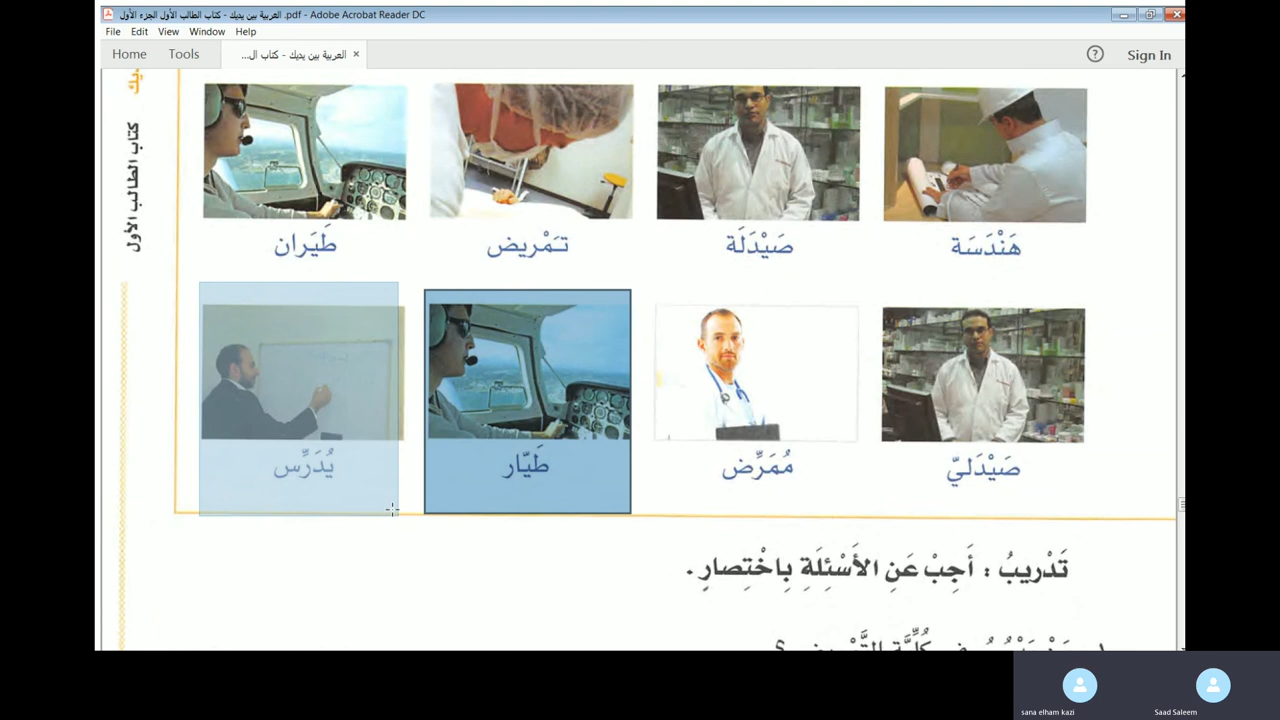 العربية بين يديك - كتاب الطالب الأول الجزء الأول .pdf - Adobe Acrobat Reader DC
File Edit View Window Help
Home Tools العربية بين يديك - كتاب ال... × ? Sign In
كتاب الطالب الأول
هَنْدَسَة صَيْدَلَة تَمْريض طَيَران
صَيْدَليّ مُمَرِّض طَيّار يُدَرِّس
تَدْريبُ : أَجِبْ عَنِ الأَسْئِلَةِ بِاخْتِصارٍ .
sana elham kazi Saad Saleem